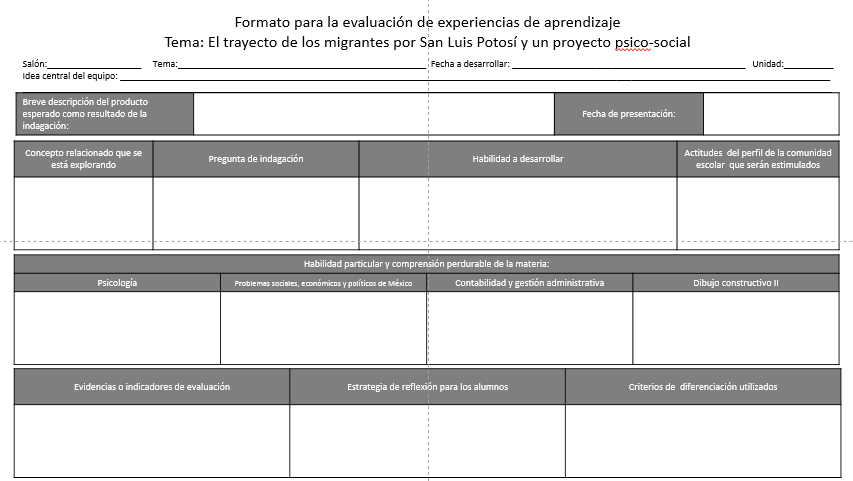 Formato para la evaluación de experiencias de aprendizaje
Tema: El trayecto de los migrantes por San Luis Potosí y un proyecto psico-social
Salón:____________________ Tema:____________________ Fecha a desarrollar: ____________________ Unidad:__________
Idea central del equipo: ____________________
Breve descripción del producto
esperado como resultado de la
indagación:
Fecha de presentación:
Concepto relacionado que se
está explorando
Pregunta de indagación
Habilidad a desarrollar
Actitudes del perfil de la comunidad
escolar que serán estimulados
Habilidad particular y comprensión perdurable de la materia:
Psicología
Problemas sociales, económicos y políticos de México
Contabilidad y gestión administrativa
Dibujo constructivo II
Evidencias o indicadores de evaluación
Estrategia de reflexión para los alumnos
Criterios de diferenciación utilizados